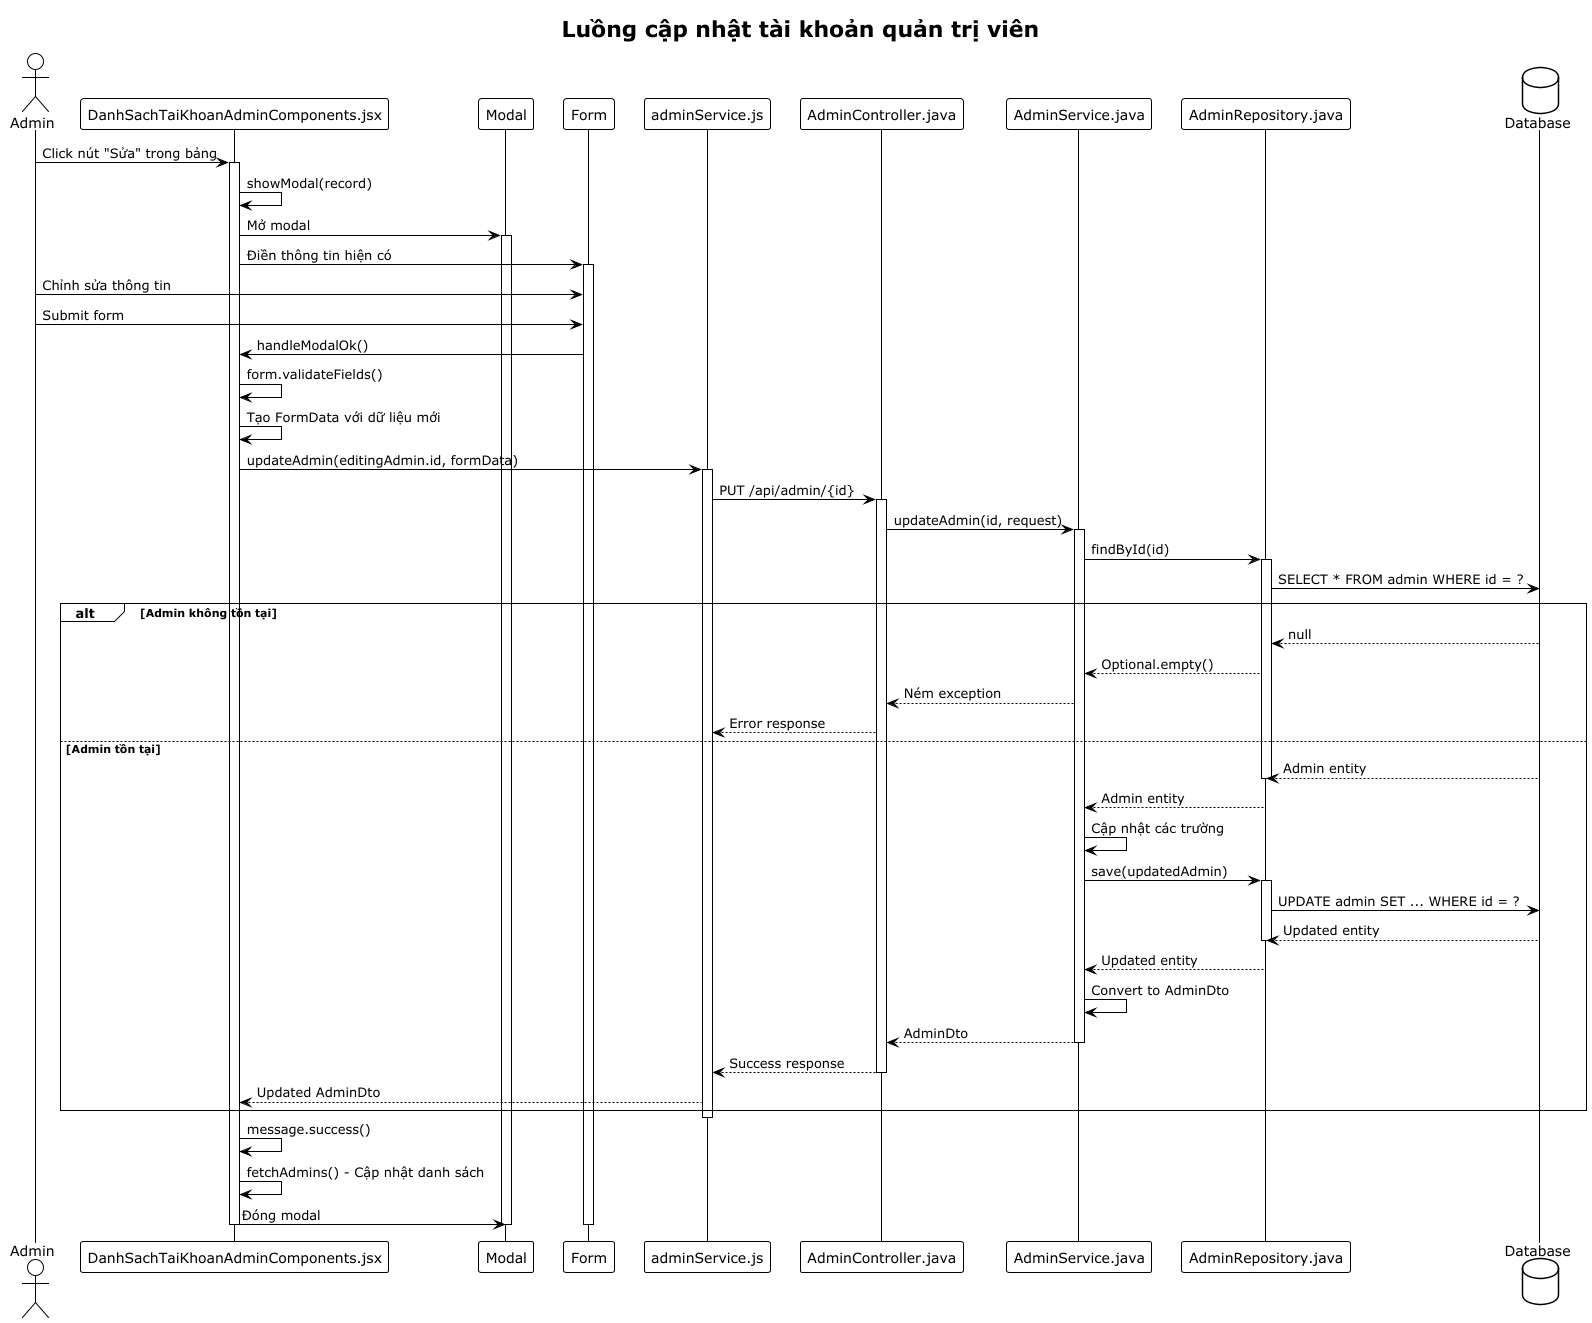 Luồng cập nhật tài khoản quản trị viên
Admin
DanhSachTaiKhoanAdminComponents.jsx
Modal
Form
adminService.js
AdminController.java
AdminService.java
AdminRepository.java
Database
Click nút "Sửa" trong bảng
showModal(record)
Mở modal
Điền thông tin hiện có
Chỉnh sửa thông tin
Submit form
handleModalOk()
form.validateFields()
Tạo FormData với dữ liệu mới
updateAdmin(editingAdmin.id, formData)
PUT /api/admin/{id}
updateAdmin(id, request)
findById(id)
SELECT * FROM admin WHERE id = ?
alt
[Admin không tồn tại]
null
Optional.empty()
Ném exception
Error response
[Admin tồn tại]
Admin entity
Admin entity
Cập nhật các trường
save(updatedAdmin)
UPDATE admin SET ... WHERE id = ?
Updated entity
Updated entity
Convert to AdminDto
AdminDto
Success response
Updated AdminDto
message.success()
fetchAdmins() - Cập nhật danh sách
Đóng modal
Admin
DanhSachTaiKhoanAdminComponents.jsx
Modal
Form
adminService.js
AdminController.java
AdminService.java
AdminRepository.java
Database